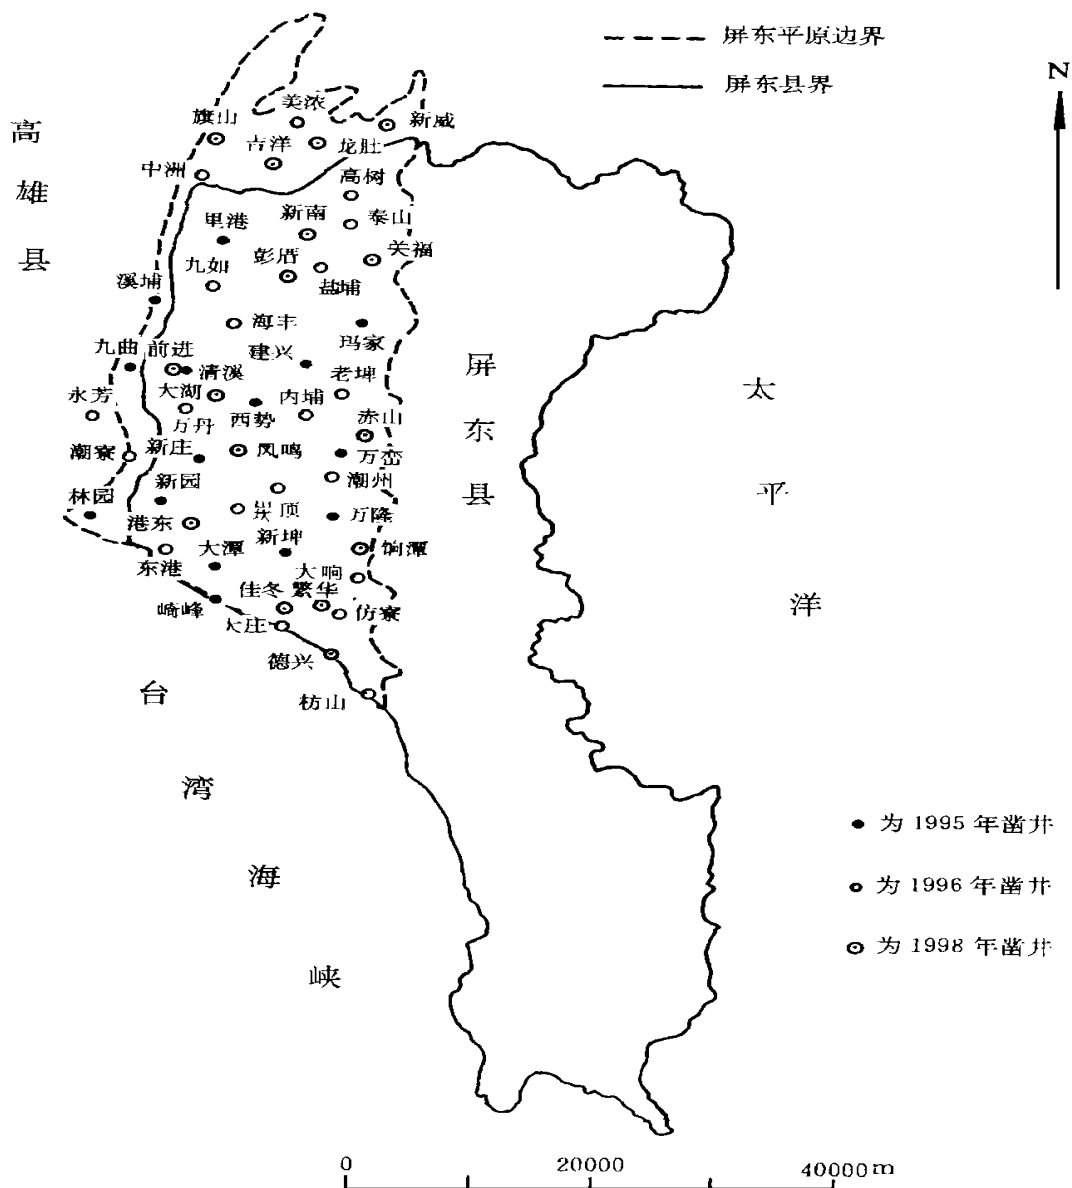 屏东平原边界
屏东县界
N
高雄县
美浓
旗山
新威
吉洋
龙肚
中洲
高树
新南
泰山
里港
关福
彭厝
九如
盐埔
溪埔
海丰
玛家
九曲
前进
建兴
清溪
老埤
永芳
大湖
内埔
西势
赤山
万丹
潮寮
新庄
凤鸣
万峦
潮州
林园
新园
崁顶
万隆
港东
新埤
大潭
响潭
东港
大响
佳冬
繁华
崎峰
仿寮
大庄
德兴
枋山
屏东县
太平洋
台湾海峡
为 1995 年凿井
为 1996 年凿井
为 1998 年凿井
0 20000 40000m